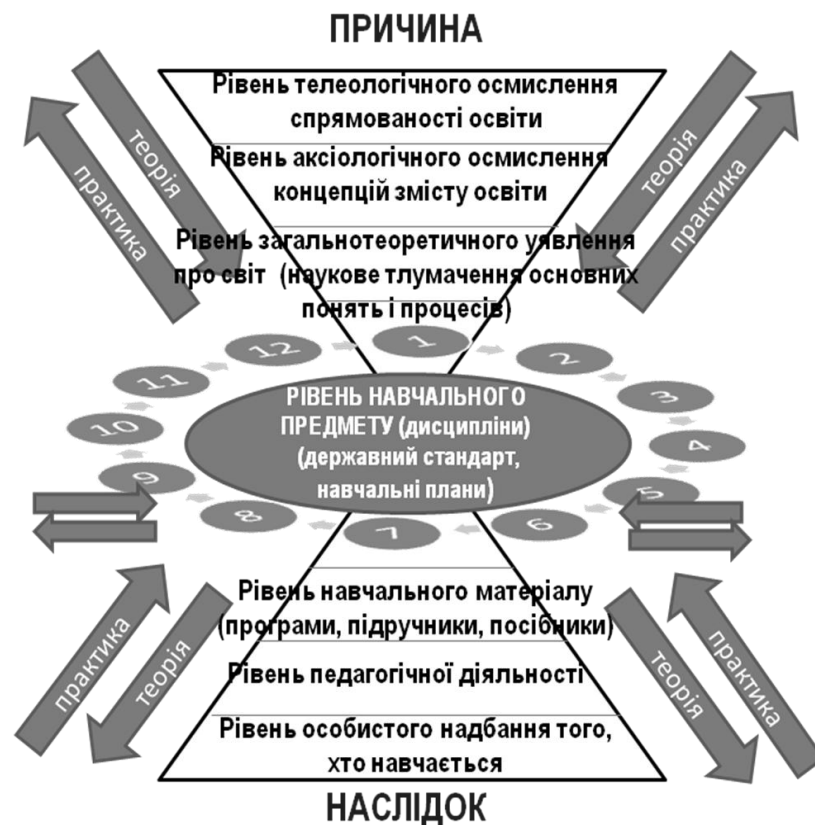 ПРИЧИНА
Рівень телеологічного осмислення
спрямованості освіти
Рівень аксіологічного осмислення
концепцій змісту освіти
Рівень загальнотеоретичного уявлення
про світ (наукове тлумачення основних
понять і процесів)
теорія
практика
теорія
практика
1
2
3
4
5
6
7
8
9
10
11
12
РІВЕНЬ НАВЧАЛЬНОГО
ПРЕДМЕТУ (дисципліни)
(державний стандарт,
навчальні плани)
Рівень навчального матеріалу
(програми, підручники, посібники)
Рівень педагогічної діяльності
Рівень особистого надбання того,
хто навчається
практика
теорія
теорія
практика
НАСЛІДОК